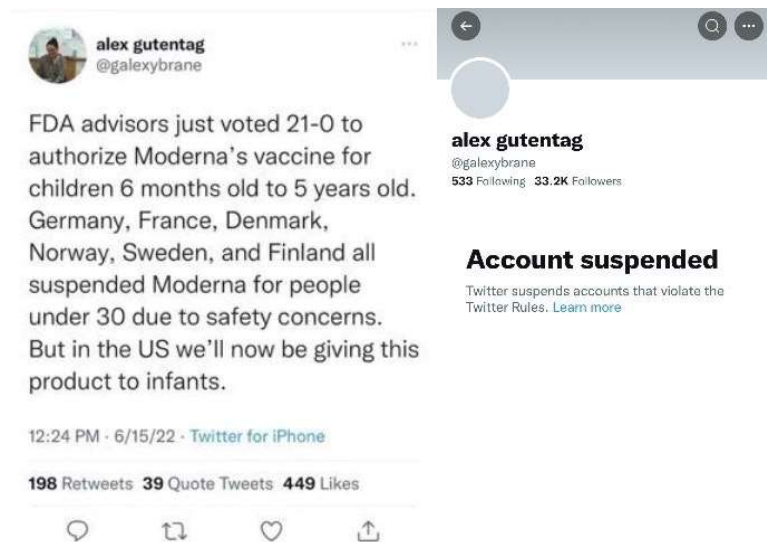 alex gutentag
@galexybrane
FDA advisors just voted 21-0 to
authorize Moderna's vaccine for
children 6 months old to 5 years old.
Germany, France, Denmark,
Norway, Sweden, and Finland all
suspended Moderna for people
under 30 due to safety concerns.
But in the US we'll now be giving this
product to infants.
12:24 PM · 6/15/22 · Twitter for iPhone
198 Retweets 39 Quote Tweets 449 Likes
alex gutentag
@galexybrane
533 Following 33.2K Followers
Account suspended
Twitter suspends accounts that violate the
Twitter Rules. Learn more